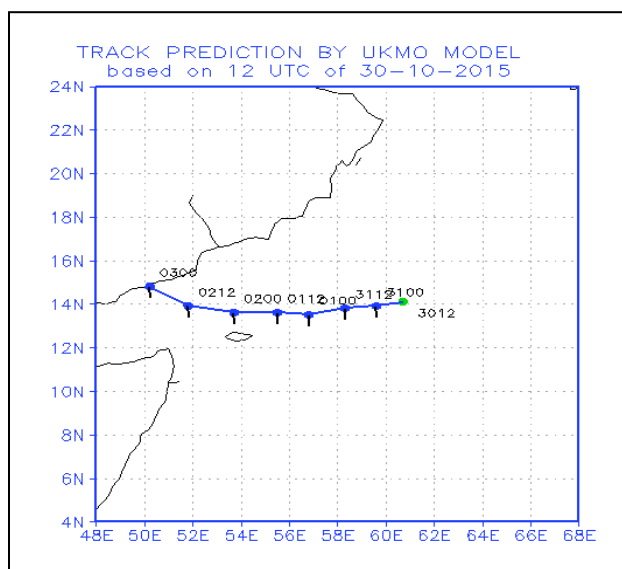 TRACK PREDICTION BY UKMO MODEL
based on 12 UTC of 30-10-2015
24N
22N
20N
18N
16N
0300
0212
0200
0112
0100
3112
3100
3012
14N
12N
10N
8N
6N
4N
48E 50E 52E 54E 56E 58E 60E 62E 64E 66E 68E